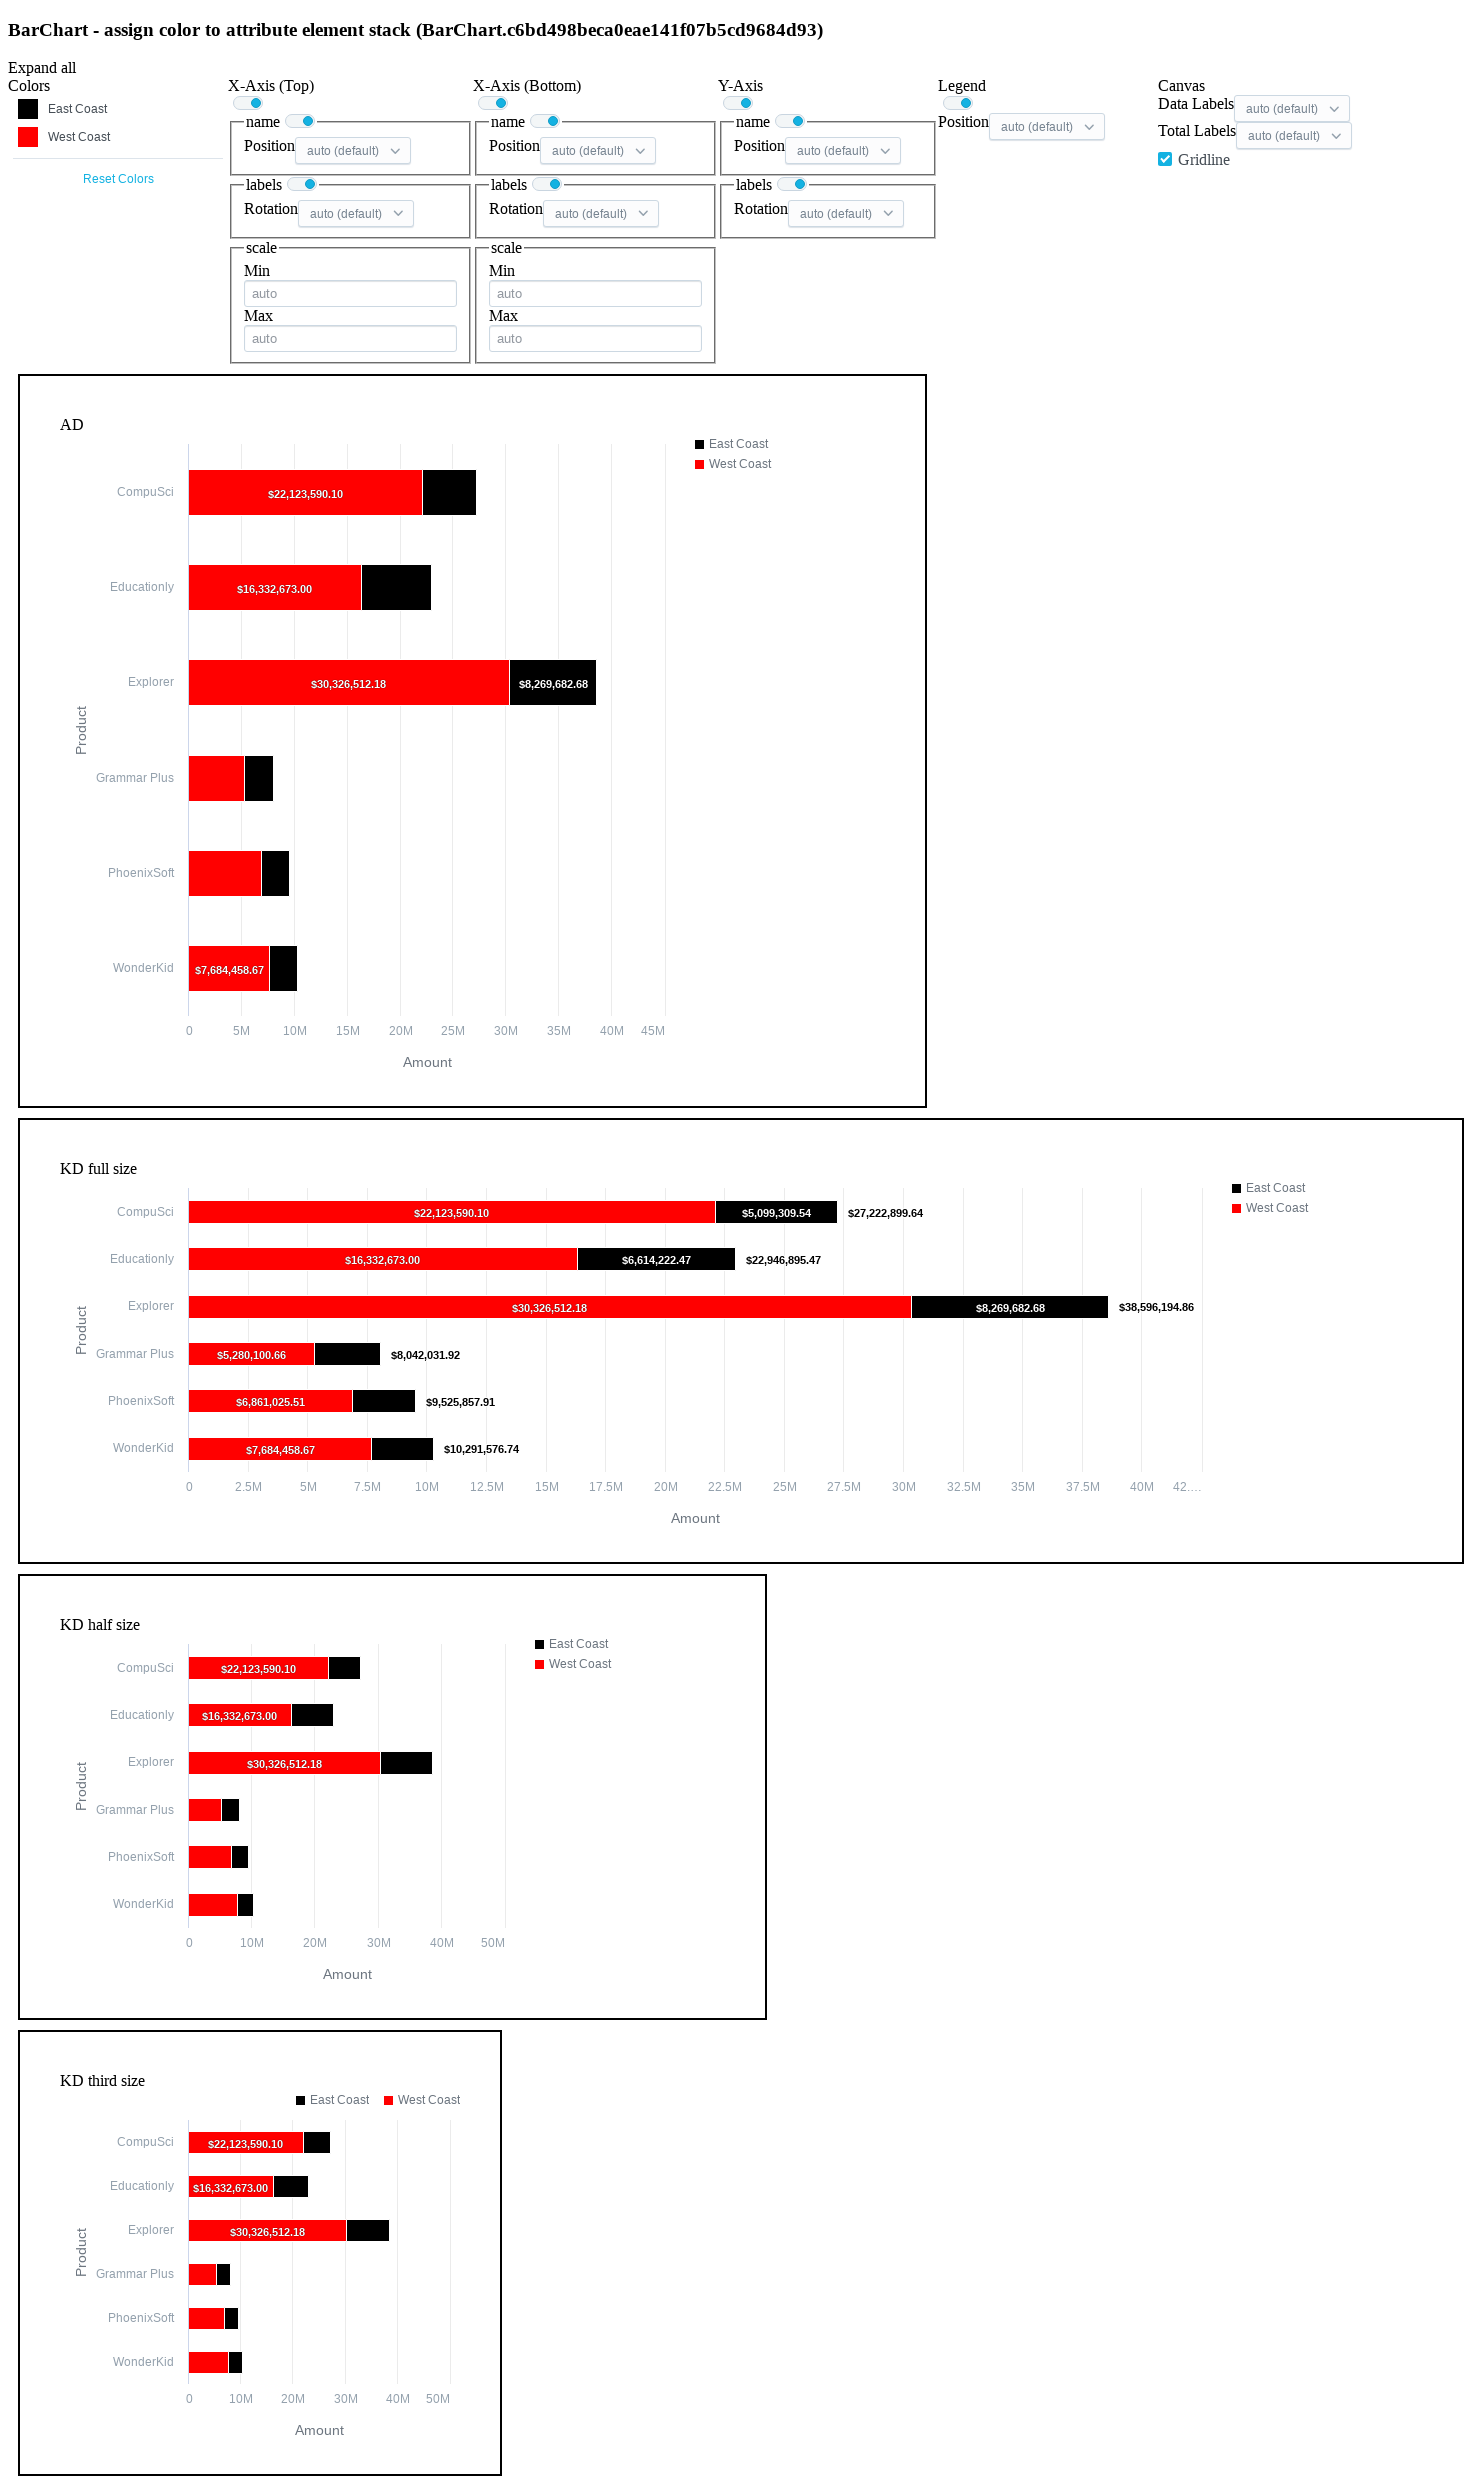 BarChart - assign color to attribute element stack (BarChart.c6bd498beca0eae141f07b5cd9684d93)
Expand all
Colors
East Coast
West Coast
Reset Colors
X-Axis (Top)
name
Position auto (default)
labels
Rotation auto (default)
scale
Min
auto
Max
auto
X-Axis (Bottom)
name
Position auto (default)
labels
Rotation auto (default)
scale
Min
auto
Max
auto
Y-Axis
name
Position auto (default)
labels
Rotation auto (default)
Legend
Position auto (default)
Canvas
Data Labels auto (default)
Total Labels auto (default)
Gridline
AD
East Coast
West Coast
CompuSci $22,123,590.10
Educationly $16,332,673.00
Explorer $30,326,512.18 $8,269,682.68
Product
Grammar Plus
PhoenixSoft
WonderKid $7,684,458.67
0 5M 10M 15M 20M 25M 30M 35M 40M 45M
Amount
KD full size
East Coast
West Coast
CompuSci $22,123,590.10 $5,099,309.54 $27,222,899.64
Educationly $16,332,673.00 $6,614,222.47 $22,946,895.47
Explorer $30,326,512.18 $8,269,682.68 $38,596,194.86
Product
Grammar Plus $5,280,100.66 $8,042,031.92
PhoenixSoft $6,861,025.51 $9,525,857.91
WonderKid $7,684,458.67 $10,291,576.74
0 2.5M 5M 7.5M 10M 12.5M 15M 17.5M 20M 22.5M 25M 27.5M 30M 32.5M 35M 37.5M 40M 42.…
Amount
KD half size
East Coast
West Coast
CompuSci $22,123,590.10
Educationly $16,332,673.00
Explorer $30,326,512.18
Product
Grammar Plus
PhoenixSoft
WonderKid
0 10M 20M 30M 40M 50M
Amount
KD third size
East Coast West Coast
CompuSci $22,123,590.10
Educationly $16,332,673.00
Explorer $30,326,512.18
Product
Grammar Plus
PhoenixSoft
WonderKid
0 10M 20M 30M 40M 50M
Amount